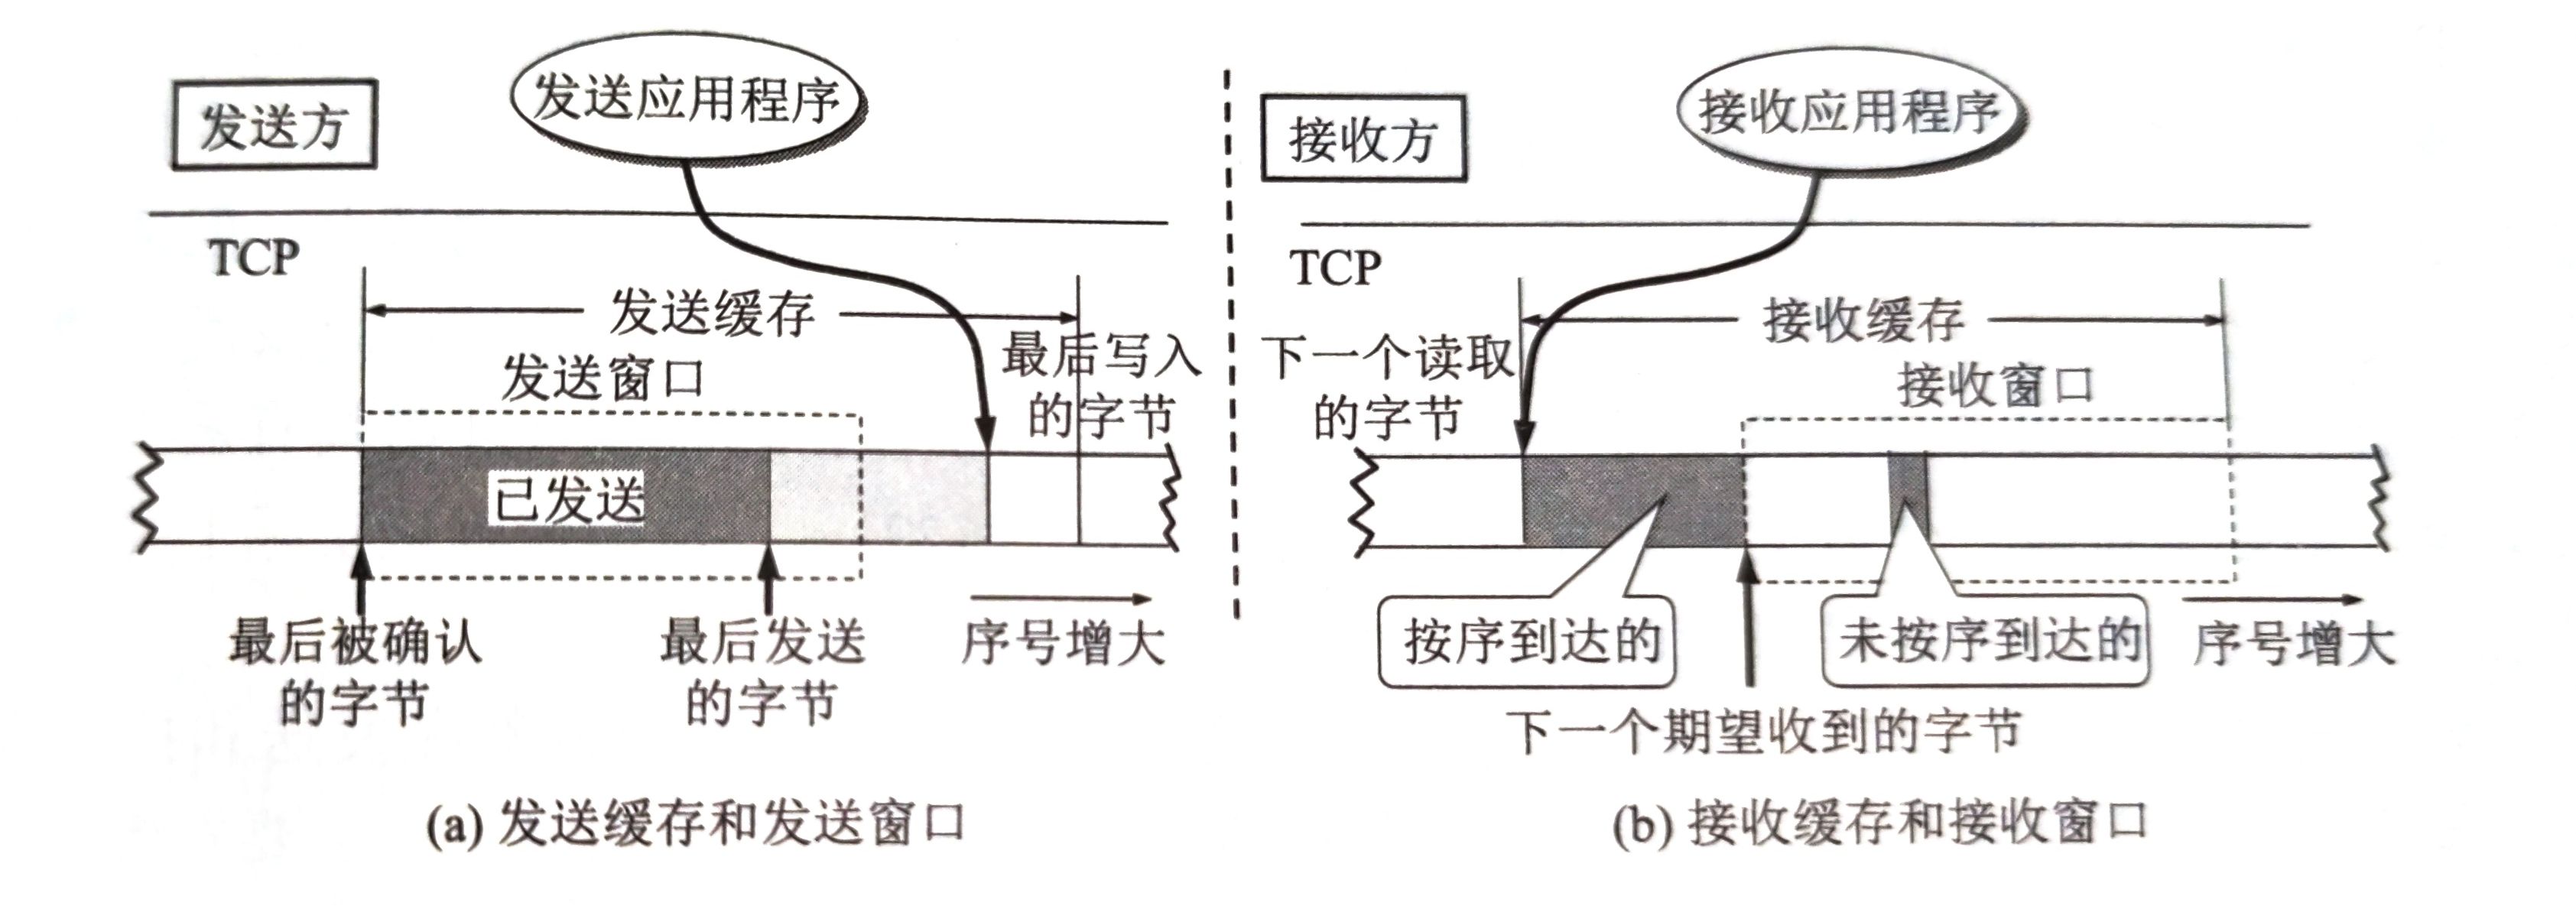 发送方
发送应用程序
TCP
发送缓存
发送窗口
最后写入
的字节
已发送
最后被确认
的字节
最后发送
的字节
序号增大
(a) 发送缓存和发送窗口
接收方
接收应用程序
TCP
接收缓存
下一个读取
的字节
接收窗口
按序到达的
未按序到达的
序号增大
下一个期望收到的字节
(b) 接收缓存和接收窗口